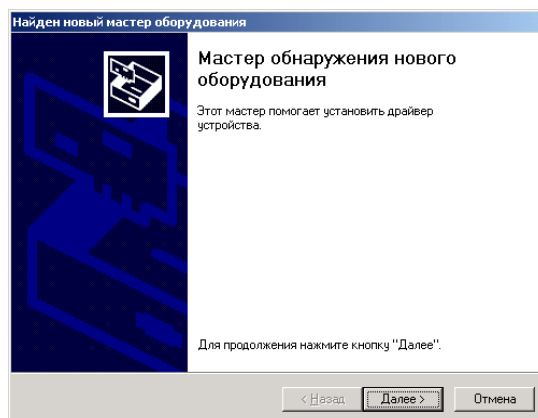 Найден новый мастер оборудования
Мастер обнаружения нового
оборудования
Этот мастер помогает установить драйвер
устройства.
Для продолжения нажмите кнопку "Далее".
< Назад
Далее >
Отмена